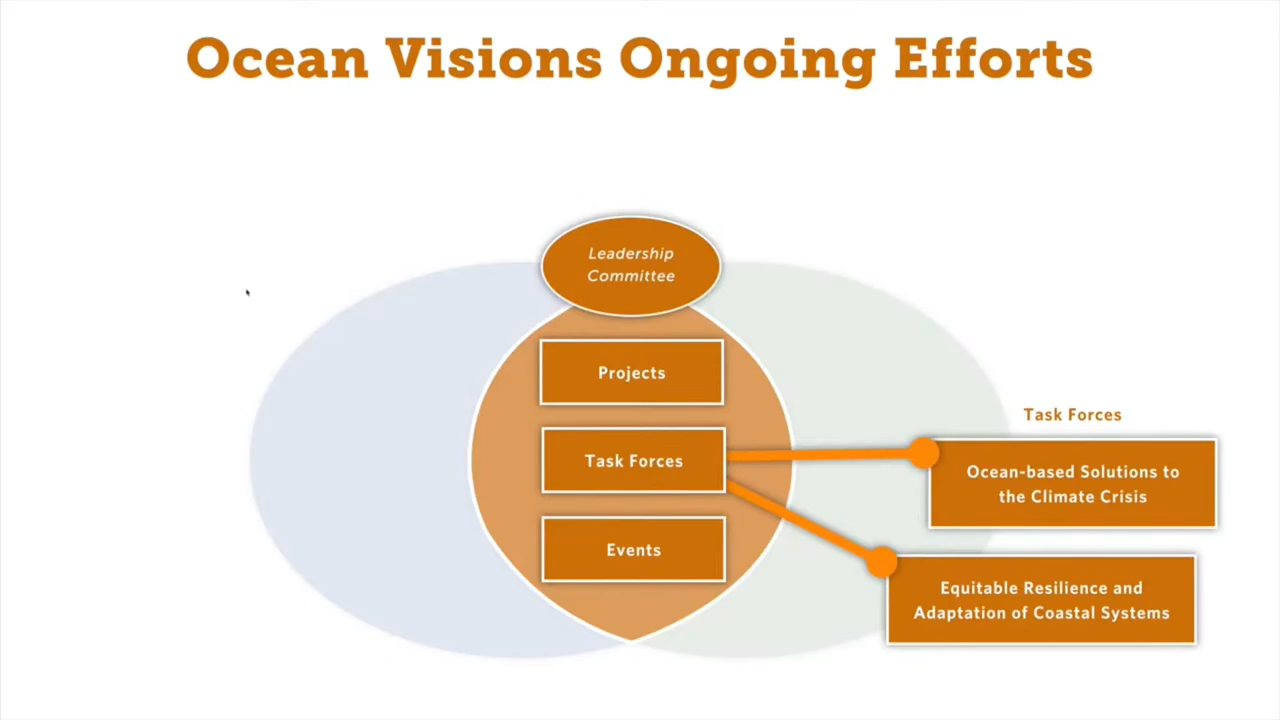 Ocean Visions Ongoing Efforts
Leadership
Committee
Projects
Task Forces
Events
Task Forces
Ocean-based Solutions to
the Climate Crisis
Equitable Resilience and
Adaptation of Coastal Systems